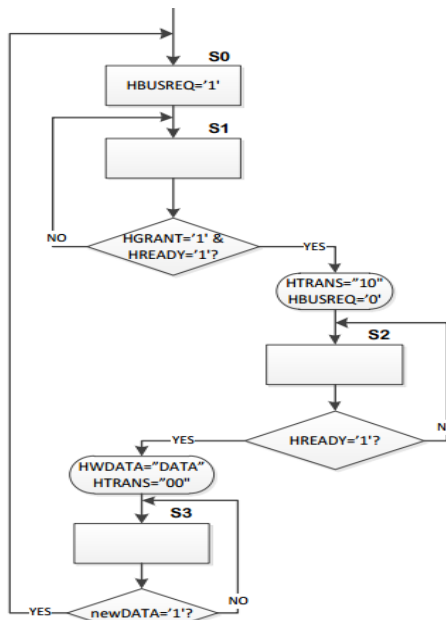 S0
HBUSREQ='1'
S1
HGRANT='1' &
HREADY='1'?
NO
YES
HTRANS="10"
HBUSREQ='0'
S2
HREADY='1'?
YES
HWDATA="DATA"
HTRANS="00"
S3
NO
newDATA='1'?
YES